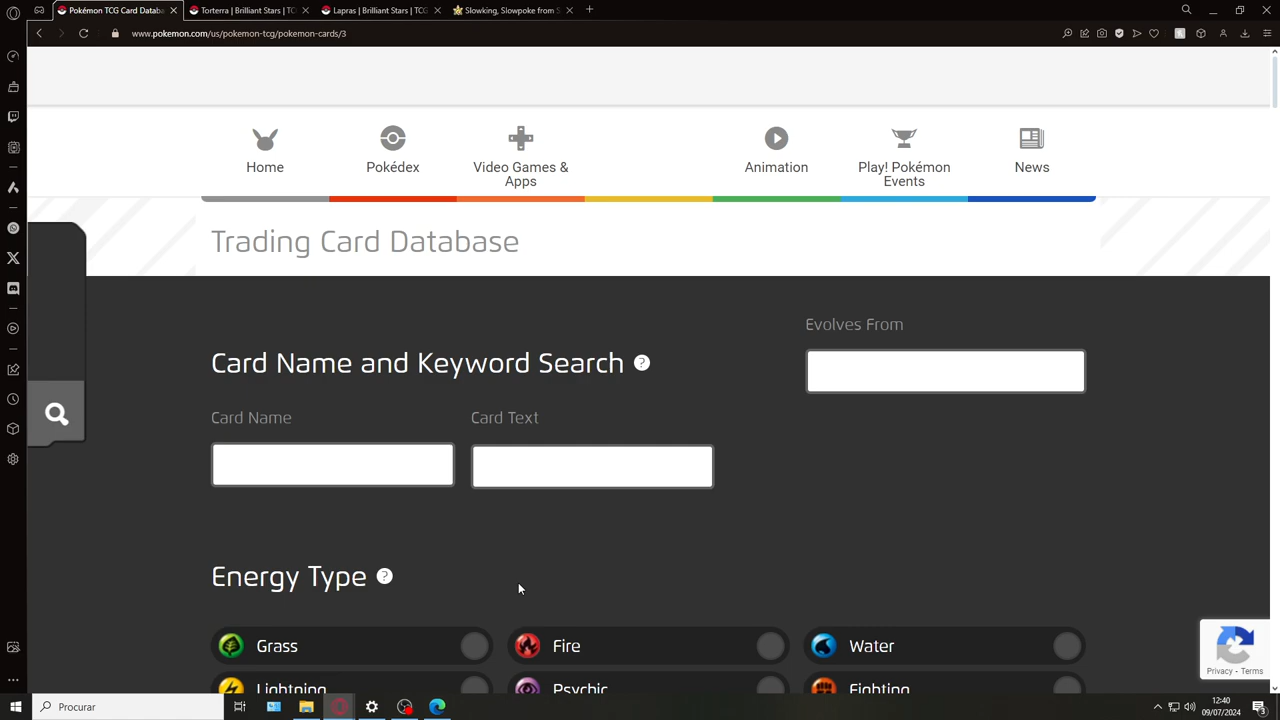 Pokémon TCG Card Datab
Torterra | Brilliant Stars | TC
Lapras | Brilliant Stars | TCG
Slowking, Slowpoke from S
www.pokemon.com/us/pokemon-tcg/pokemon-cards/3
Home
Pokédex
Video Games &
Apps
Animation
Play! Pokémon
Events
News
Trading Card Database
Evolves From
Card Name and Keyword Search ?
Card Name
Card Text
Energy Type ?
Grass
Fire
Water
Lightning
Psychic
Fighting
Privacy - Terms
Procurar
12:40
09/07/2024
3